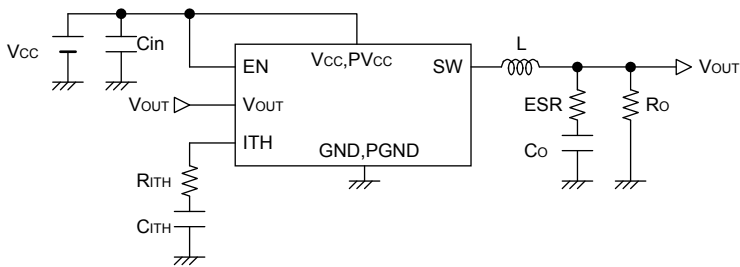 VCC
Cin
EN
VCC,PVCC
SW
L
VOUT
VOUT
VOUT
ESR
RO
ITH
GND,PGND
CO
RITH
CITH